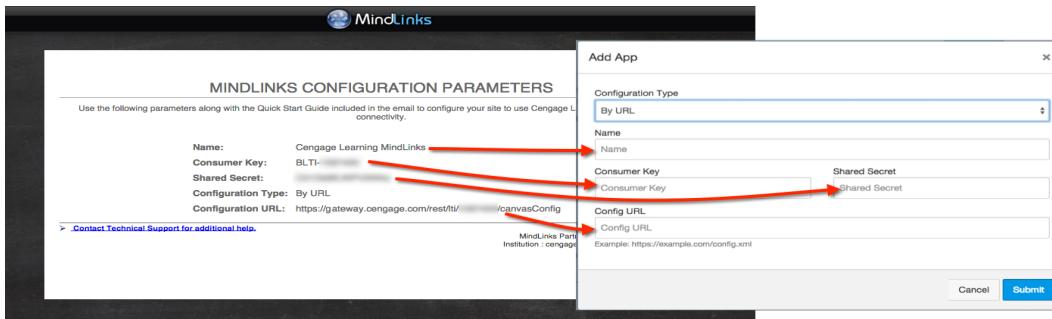 MindLinks
MINDLINKS CONFIGURATION PARAMETERS
Use the following parameters along with the Quick Start Guide included in the email to configure your site to use Cengage L
connectivity.
Name: Cengage Learning MindLinks
Consumer Key: BLTI-
Shared Secret:
Configuration Type: By URL
Configuration URL: https://gateway.cengage.com/rest/lti/ /canvasConfig
Contact Technical Support for additional help.
MindLinks Part
Institution : cengage
Add App
×
Configuration Type
By URL
Name
Name
Consumer Key Shared Secret
Consumer Key Shared Secret
Config URL
Config URL
Example: https://example.com/config.xml
Cancel Submit